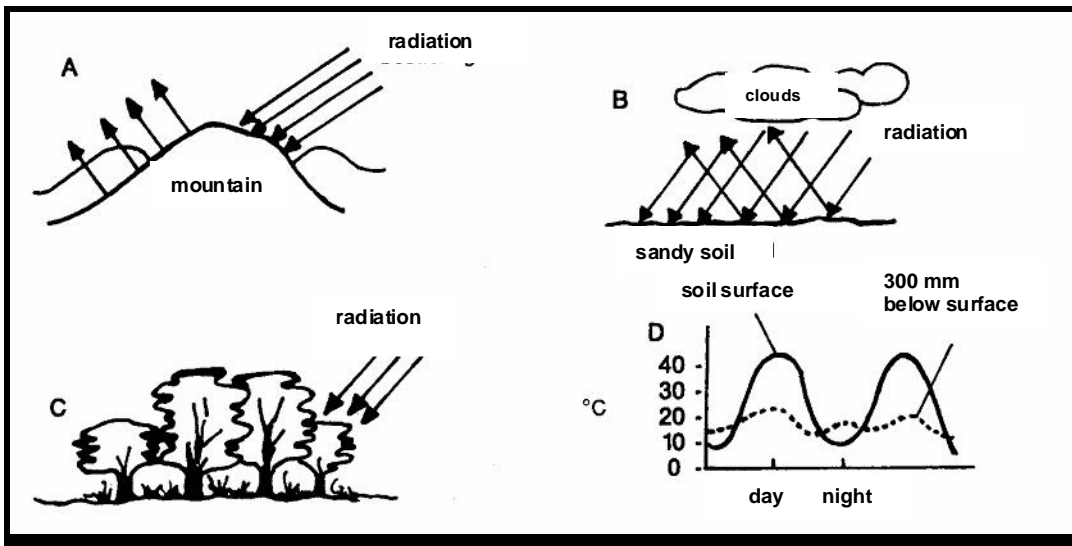 A
radiation
mountain
B
clouds
radiation
sandy soil
C
radiation
soil surface
300 mm
below surface
D
°C
40
30
20
10
0
day night